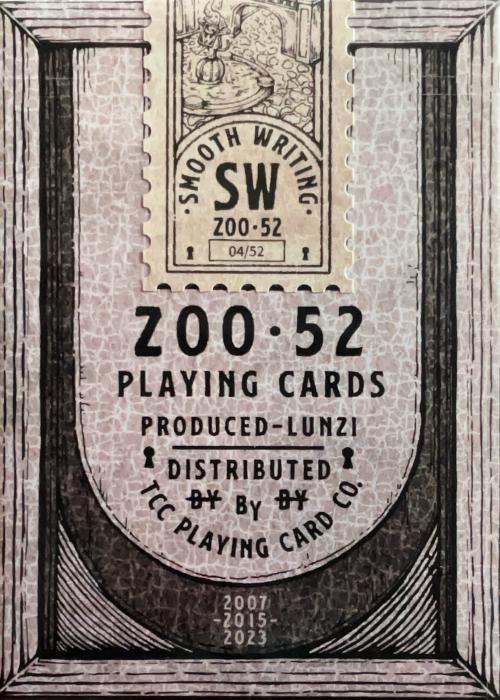 ·SMOOTH WRITING·
SW
ZOO·52
04/52
ZOO·52
PLAYING CARDS
PRODUCED-LUNZI
DISTRIBUTED
BY By BY
TCC PLAYING CARD CO.
2007
-2015-
2023